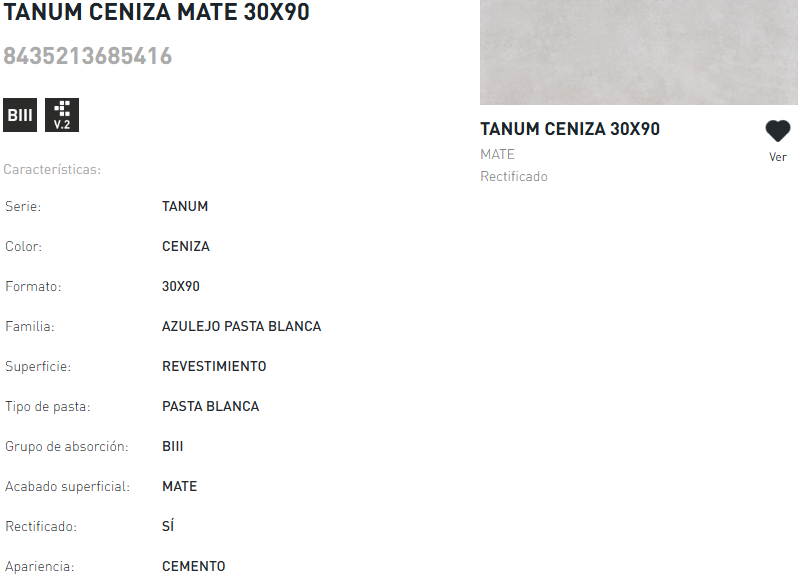 TANUM CENIZA MATE 30X90
8435213685416
BIII
V.2
Características:
Serie: TANUM
Color: CENIZA
Formato: 30X90
Familia: AZULEJO PASTA BLANCA
Superficie: REVESTIMIENTO
Tipo de pasta: PASTA BLANCA
Grupo de absorción: BIII
Acabado superficial: MATE
Rectificado: SÍ
Apariencia: CEMENTO
TANUM CENIZA 30X90
MATE
Rectificado
Ver